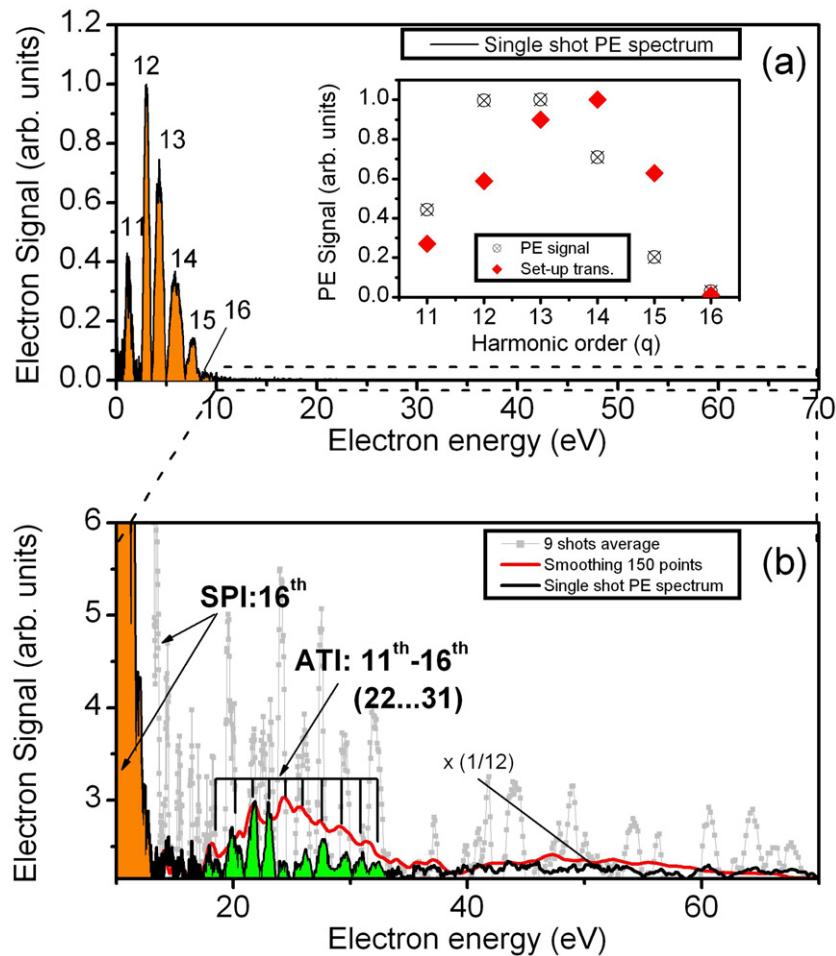 Single shot PE spectrum
(a)
Electron Signal (arb. units)
1.2
1.0
0.8
0.6
0.4
0.2
0.0
12
13
11
14
15
16
PE Signal (arb. units)
1.0
0.8
0.6
0.4
0.2
0.0
PE signal
Set-up trans.
11 12 13 14 15 16
Harmonic order (q)
0 10 20 30 40 50 60 70
Electron energy (eV)
(b)
Electron Signal (arb. units)
6
5
4
3
9 shots average
Smoothing 150 points
Single shot PE spectrum
SPI:16th
ATI: 11th-16th
(22...31)
x (1/12)
20 40 60
Electron energy (eV)